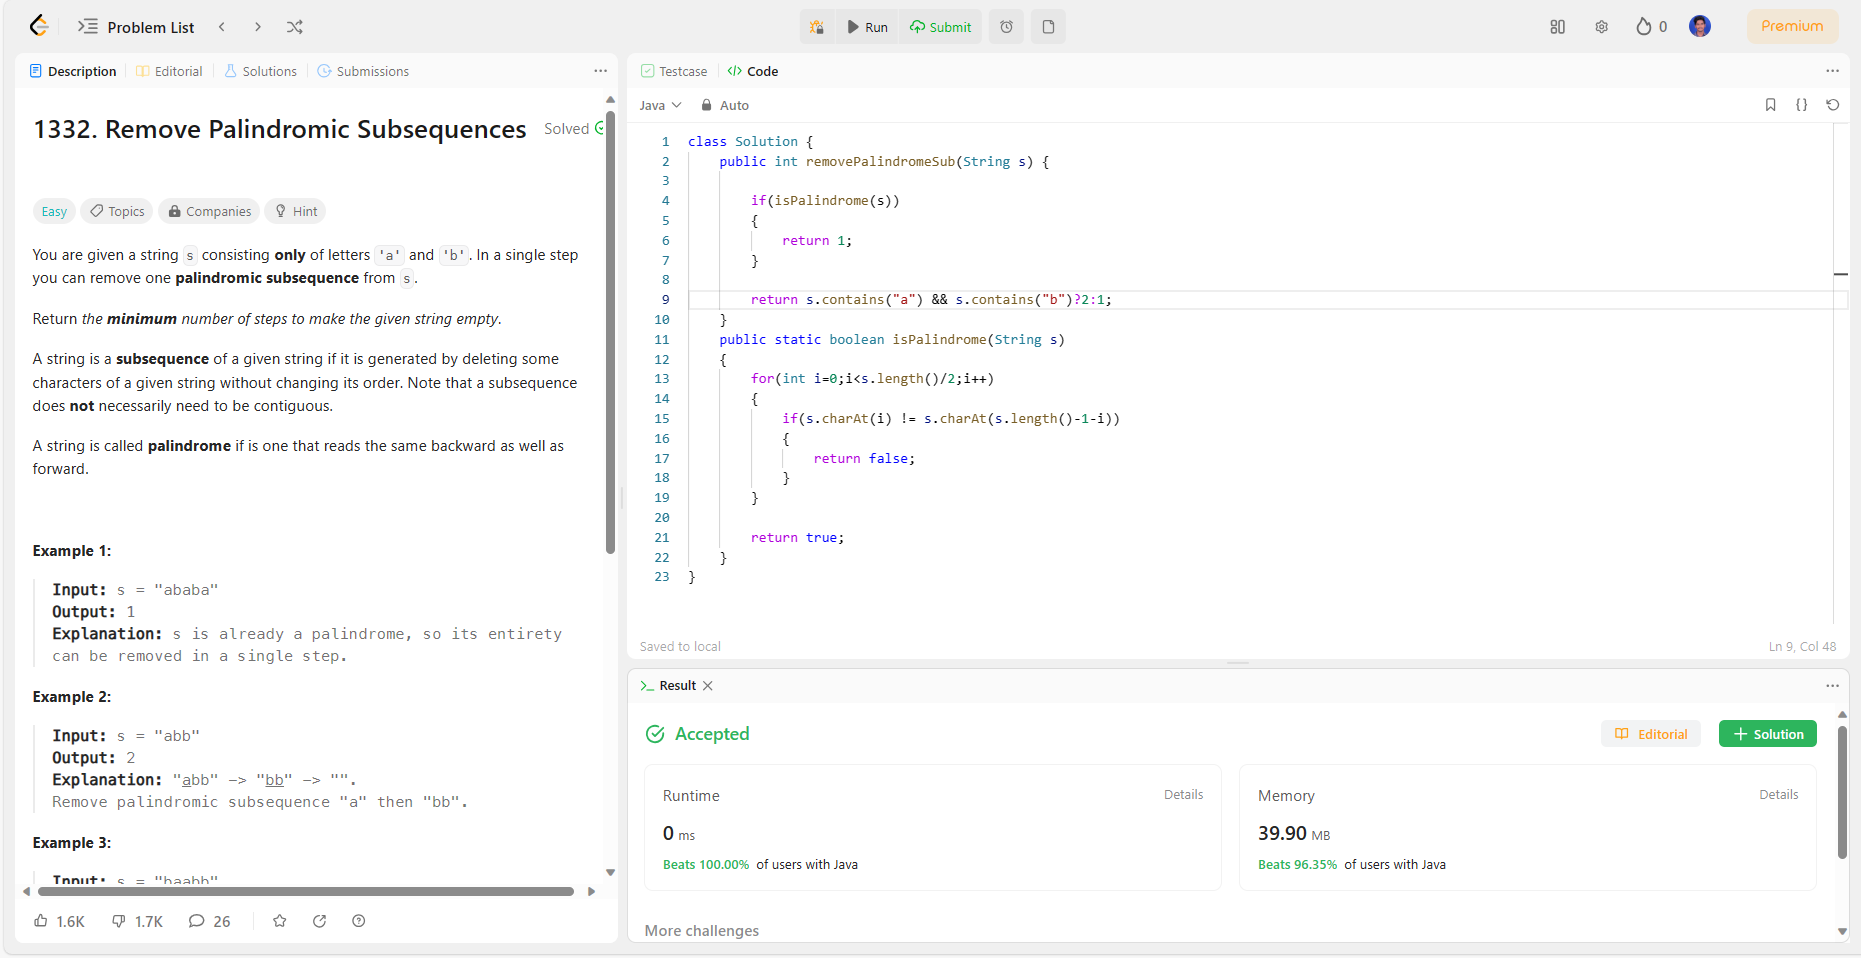 Problem List
Run
Submit
0
Premium
Description
Editorial
Solutions
Submissions
1332. Remove Palindromic Subsequences
Solved
Easy
Topics
Companies
Hint
You are given a string s consisting only of letters 'a' and 'b'. In a single step
you can remove one palindromic subsequence from s.
Return the minimum number of steps to make the given string empty.
A string is a subsequence of a given string if it is generated by deleting some
characters of a given string without changing its order. Note that a subsequence
does not necessarily need to be contiguous.
A string is called palindrome if is one that reads the same backward as well as
forward.
Example 1:
Input: s = "ababa"
Output: 1
Explanation: s is already a palindrome, so its entirety
can be removed in a single step.
Example 2:
Input: s = "abb"
Output: 2
Explanation: "abb" -> "bb" -> "".
Remove palindromic subsequence "a" then "bb".
Example 3:
Input: s = "baabb"
1.6K
1.7K
26
Testcase
</> Code
Java
Auto
{}
1 class Solution {
2 public int removePalindromeSub(String s) {
3
4 if(isPalindrome(s))
5 {
6 return 1;
7 }
8
9 return s.contains("a") && s.contains("b")?2:1;
10 }
11 public static boolean isPalindrome(String s)
12 {
13 for(int i=0;i<s.length()/2;i++)
14 {
15 if(s.charAt(i) != s.charAt(s.length()-1-i))
16 {
17 return false;
18 }
19 }
20
21 return true;
22 }
23 }
Saved to local
Ln 9, Col 48
Result
Accepted
Editorial
Solution
Runtime
Details
0 ms
Beats 100.00% of users with Java
Memory
Details
39.90 MB
Beats 96.35% of users with Java
More challenges